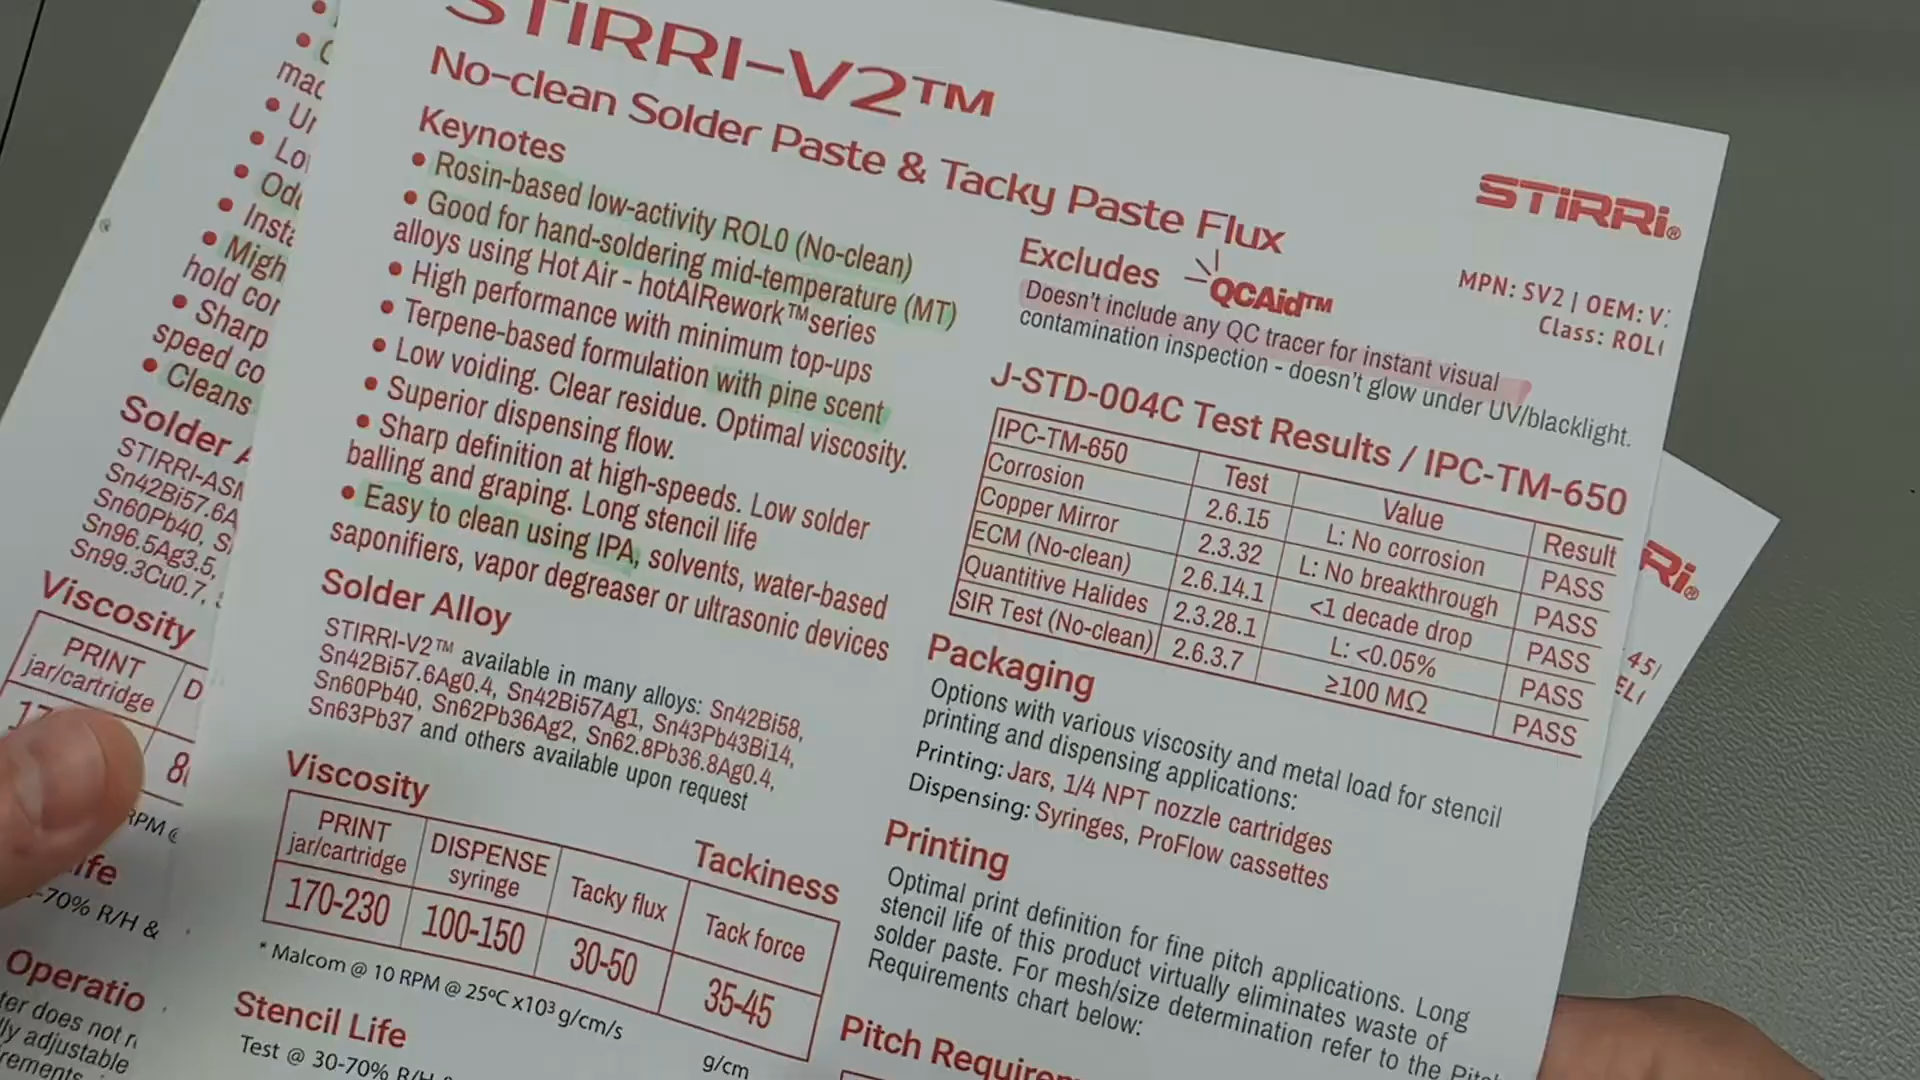 STIRRI-V2™
No-clean Solder Paste & Tacky Paste Flux
STiRRi®
MPN: SV2 | OEM:
Class:
Keynotes
• Rosin-based low-activity ROL0 (No-clean)
• Good for hand-soldering mid-temperature (MT)
alloys using Hot Air - hotAIRework™series
• High performance with minimum top-ups
• Terpene-based formulation with pine scent
• Low voiding. Clear residue. Optimal viscosity.
• Superior dispensing flow.
• Sharp definition at high-speeds. Low solder
balling and graping. Long stencil life
• Easy to clean using IPA, solvents, water-based
saponifiers, vapor degreaser or ultrasonic devices
Solder Alloy
STIRRI-V2™ available in many alloys: Sn42Bi58,
Sn42Bi57.6Ag0.4, Sn42Bi57Ag1, Sn43Pb43Bi14,
Sn60Pb40, Sn62Pb36Ag2, Sn62.8Pb36.8Ag0.4,
Sn63Pb37 and others available upon request
Viscosity
Tackiness
PRINT jar/cartridge DISPENSE syringe Tacky flux Tack force
170-230 100-150 30-50 35-45
* Malcom @ 10 RPM @ 25ºC x10³ g/cm/s
g/cm
Stencil Life
Test @ 30-70% R/H
Excludes QCAid™
Doesn't include any QC tracer for instant visual
contamination inspection - doesn't glow under UV/blacklight.
J-STD-004C Test Results / IPC-TM-650
IPC-TM-650 Test Value Result
Corrosion 2.6.15 L: No corrosion PASS
Copper Mirror 2.3.32 L: No breakthrough PASS
ECM (No-clean) 2.6.14.1 <1 decade drop PASS
Quantitive Halides 2.3.28.1 L: <0.05% PASS
SIR Test (No-clean) 2.6.3.7 ≥100 MΩ PASS
Packaging
Options with various viscosity and metal load for stencil
printing and dispensing applications:
Printing: Jars, 1/4 NPT nozzle cartridges
Dispensing: Syringes, ProFlow cassettes
Printing
Optimal print definition for fine pitch applications. Long
stencil life of this product virtually eliminates waste of
solder paste. For mesh/size determination refer to the
Requirements chart below:
Pitch
• Sharp
speed
• Cleans
Solder
Sn60Pb40,
Sn96.5Ag3.5,
Sn99.3Cu0.7,
Viscosity
PRINT
jar/cartridge
-70% R/H &
does not
adjustable